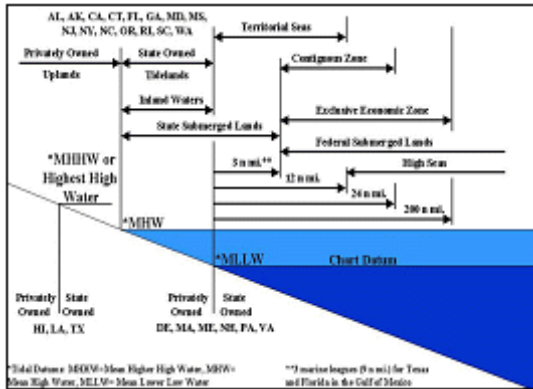 AL, AK, CA, CT, FL, GA, MD, MS,
NJ, NY, NC, OR, RI, SC, WA
Territorial Seas
Privately Owned
State Owned
Contiguous Zone
Uplands
Tidelands
Inland Waters
Exclusive Economic Zone
State Submerged Lands
Federal Submerged Lands
*MHHW or
Highest High
Water
3 n mi.**
High Seas
12 n mi.
24 n mi.
200 n mi.
*MHW
*MLLW
Chart Datum
Privately
Owned
State
Owned
HI, LA, TX
Privately
Owned
State
Owned
DE, MA, ME, NH, PA, VA
*Tidal Datums: MHHW=Mean Higher High Water, MHW=
Mean High Water, MLLW= Mean Lower Low Water
**3 marine leagues (9 n mi.) for Texas
and Florida in the Gulf of Mexico